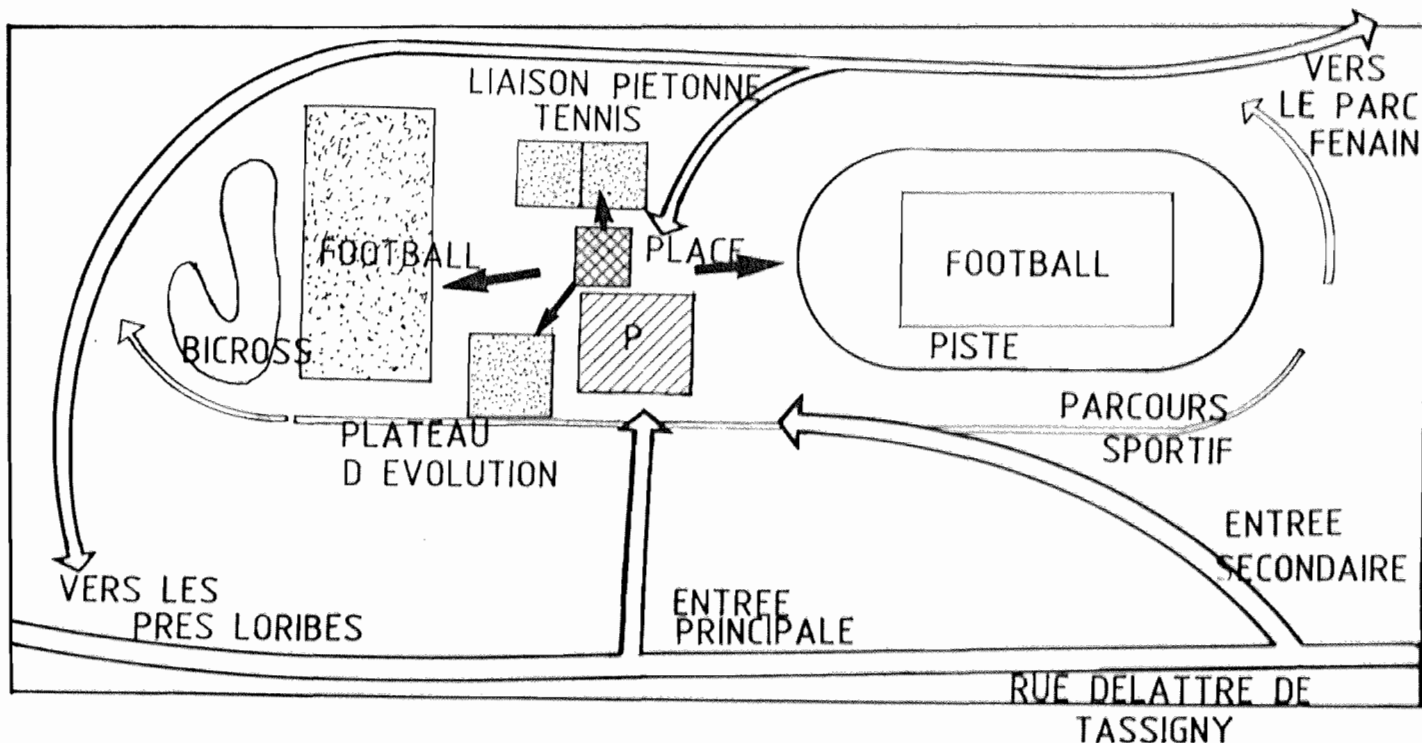 VERS
LE PARC
FENAIN
LIAISON PIETONNE
TENNIS
FOOTBALL
PLACE
FOOTBALL
BICROSS
P
PISTE
PARCOURS
SPORTIF
PLATEAU
D EVOLUTION
ENTREE
SECONDAIRE
VERS LES
PRES LORIBES
ENTREE
PRINCIPALE
RUE DELATTRE DE
TASSIGNY